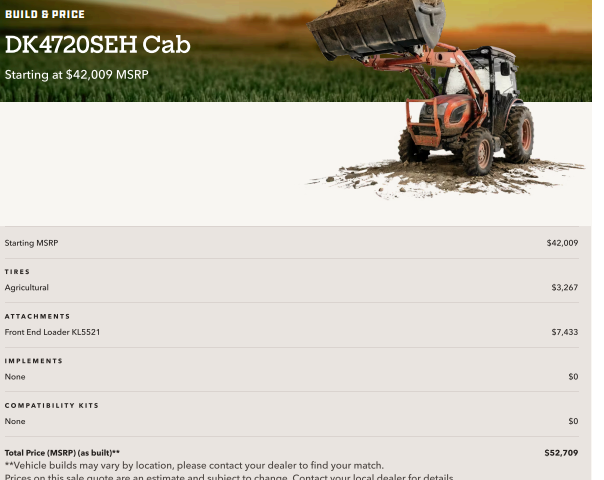 BUILD & PRICE
DK4720SEH Cab
Starting at $42,009 MSRP
Starting MSRP $42,009
TIRES
Agricultural $3,267
ATTACHMENTS
Front End Loader KL5521 $7,433
IMPLEMENTS
None $0
COMPATIBILITY KITS
None $0
Total Price (MSRP) (as built)** $52,709
**Vehicle builds may vary by location, please contact your dealer to find your match.
Prices on this sale quote are an estimate and subject to change. Contact your local dealer for details